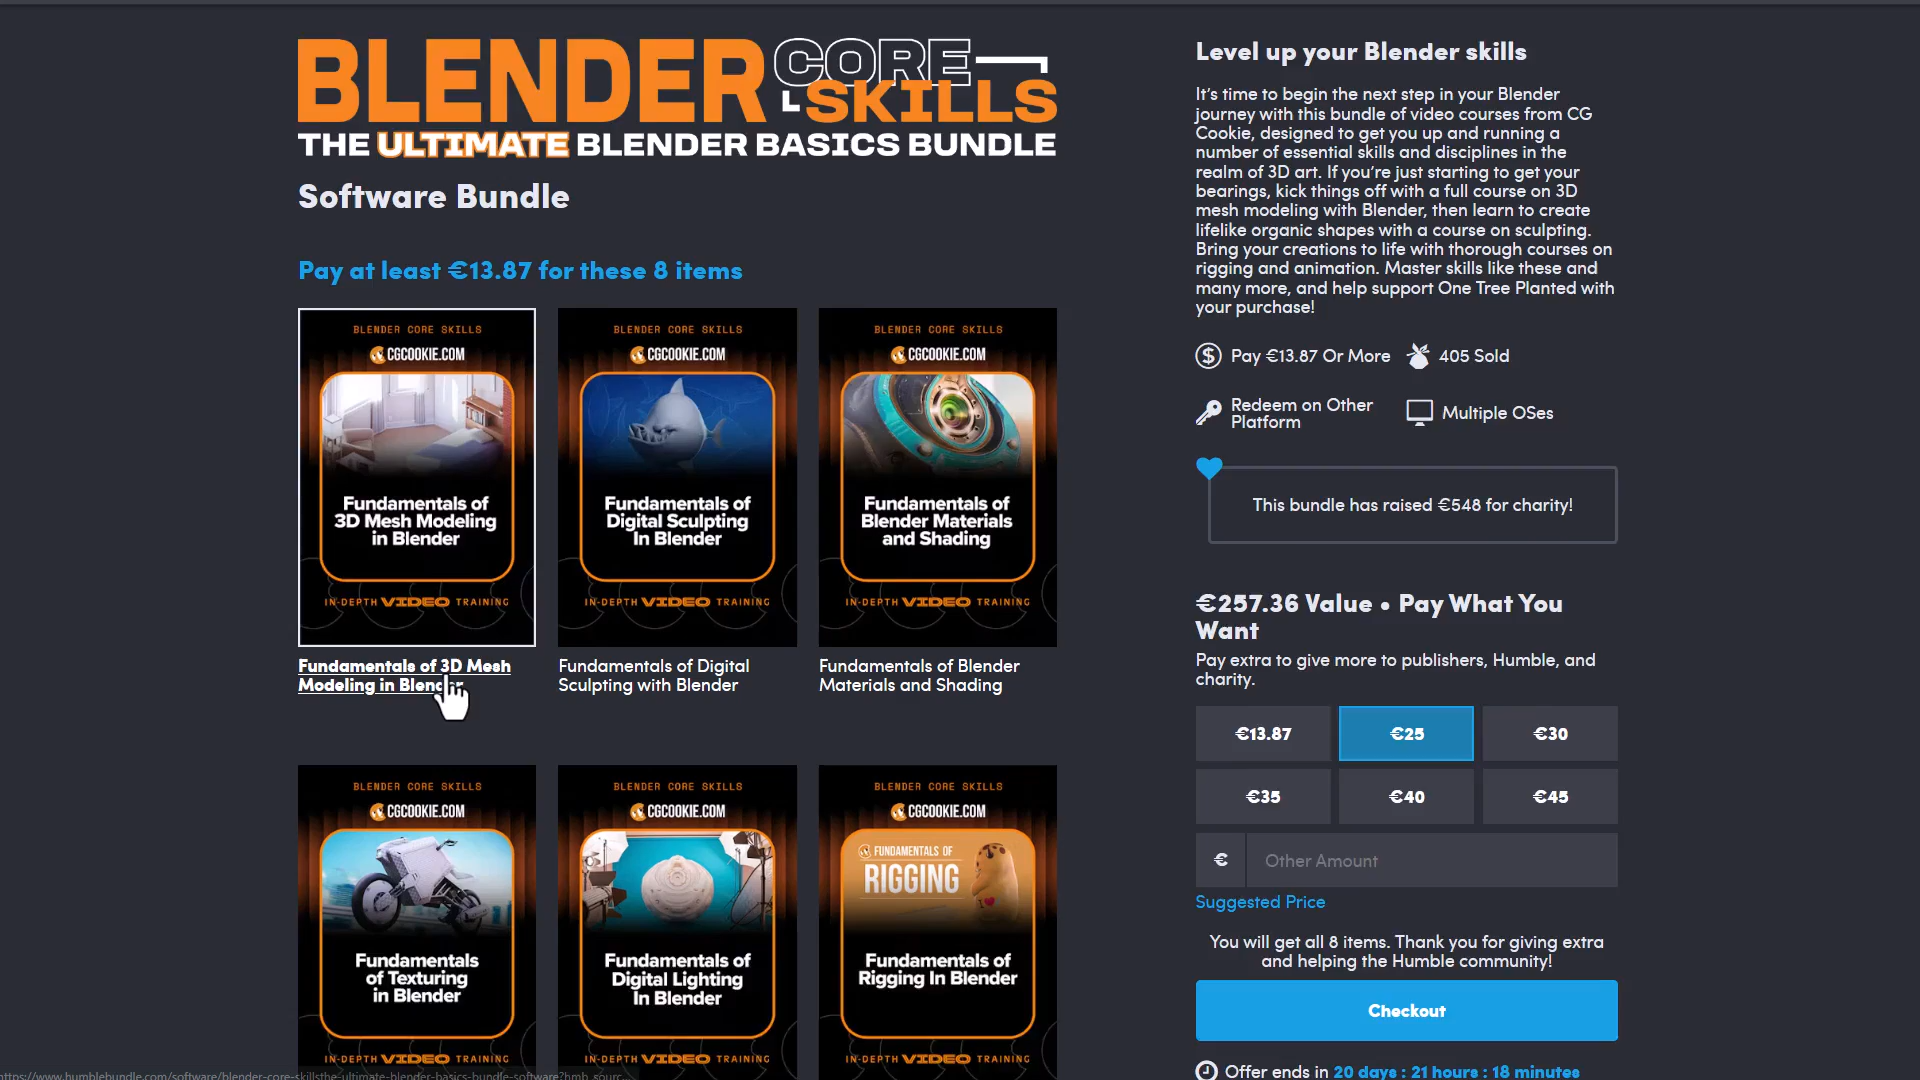 BLENDER CORE SKILLS
THE ULTIMATE BLENDER BASICS BUNDLE
Software Bundle
Pay at least €13.87 for these 8 items
BLENDER CORE SKILLS
CGCOOKIE.COM
Fundamentals of
3D Mesh Modeling
in Blender
IN-DEPTH VIDEO TRAINING
Fundamentals of 3D Mesh
Modeling in Blender
BLENDER CORE SKILLS
CGCOOKIE.COM
Fundamentals of
Digital Sculpting
In Blender
IN-DEPTH VIDEO TRAINING
Fundamentals of Digital
Sculpting with Blender
BLENDER CORE SKILLS
CGCOOKIE.COM
Fundamentals of
Blender Materials
and Shading
IN-DEPTH VIDEO TRAINING
Fundamentals of Blender
Materials and Shading
BLENDER CORE SKILLS
CGCOOKIE.COM
Fundamentals
of Texturing
in Blender
IN-DEPTH VIDEO TRAINING
BLENDER CORE SKILLS
CGCOOKIE.COM
Fundamentals of
Digital Lighting
In Blender
IN-DEPTH VIDEO TRAINING
BLENDER CORE SKILLS
CGCOOKIE.COM
FUNDAMENTALS OF
RIGGING
Fundamentals of
Rigging In Blender
IN-DEPTH VIDEO TRAINING
https://www.humblebundle.com/software/blender-core-skillsthe-ultimate-blender-basics-bundle-software?hmb_sourc...
Level up your Blender skills
It's time to begin the next step in your Blender
journey with this bundle of video courses from CG
Cookie, designed to get you up and running a
number of essential skills and disciplines in the
realm of 3D art. If you're just starting to get your
bearings, kick things off with a full course on 3D
mesh modeling with Blender, then learn to create
lifelike organic shapes with a course on sculpting.
Bring your creations to life with thorough courses on
rigging and animation. Master skills like these and
many more, and help support One Tree Planted with
your purchase!
$ Pay €13.87 Or More
405 Sold
Redeem on Other
Platform
Multiple OSes
This bundle has raised €548 for charity!
€257.36 Value • Pay What You
Want
Pay extra to give more to publishers, Humble, and
charity.
€13.87 €25 €30
€35 €40 €45
€ Other Amount
Suggested Price
You will get all 8 items. Thank you for giving extra
and helping the Humble community!
Checkout
Offer ends in 20 days : 21 hours : 18 minutes